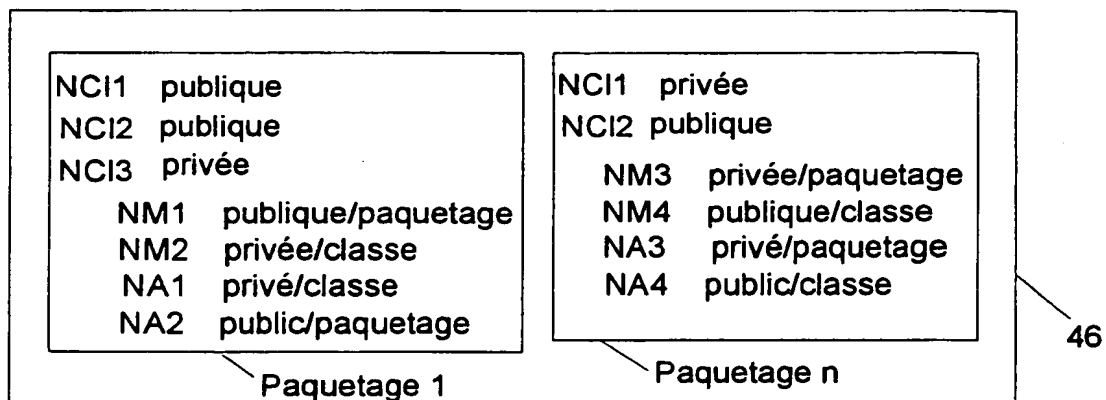 NCI1 publique
NCI2 publique
NCI3 privée
NM1 publique/paquetage
NM2 privée/classe
NA1 privé/classe
NA2 public/paquetage
Paquetage 1
NCI1 privée
NCI2 publique
NM3 privée/paquetage
NM4 publique/classe
NA3 privé/paquetage
NA4 public/classe
Paquetage n
46